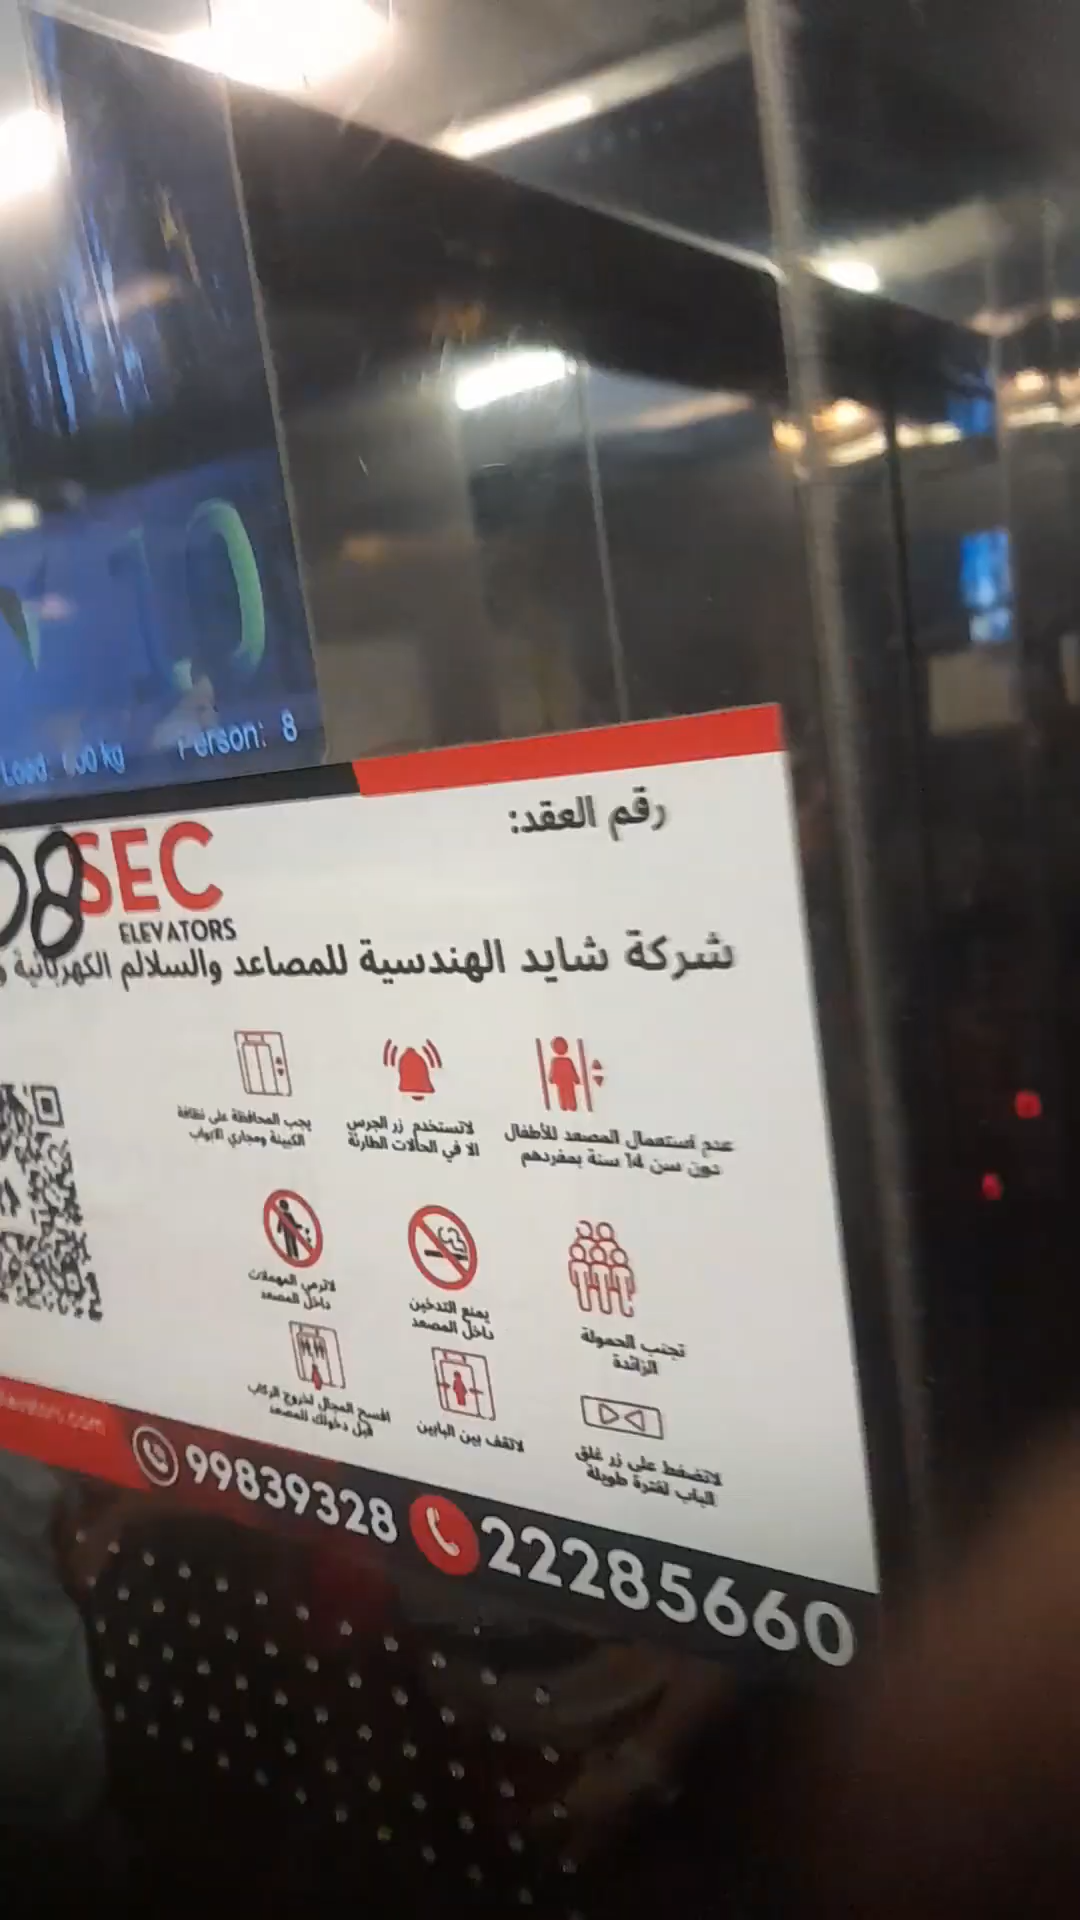 10
Person: 8
رقم العقد:
08
SEC
ELEVATORS
شركة شايد الهندسية للمصاعد والسلالم الكهربائية
عدم استعمال المصعد للأطفال
دون سن 14 سنة بمفردهم
لاتستخدم زر الجرس
الا في الحالات الطارئة
يجب المحافظة على نظافة
الكبينة ومجاري الابواب
تجنب الحمولة
الزائدة
يمنع التدخين
داخل المصعد
لاترمي المهملات
داخل المصعد
لاتضغط على زر غلق
الباب لفترة طويلة
لاتقف بين البابين
افسح المجال لخروج الركاب
قبل دخولك للمصعد
99839328
22285660